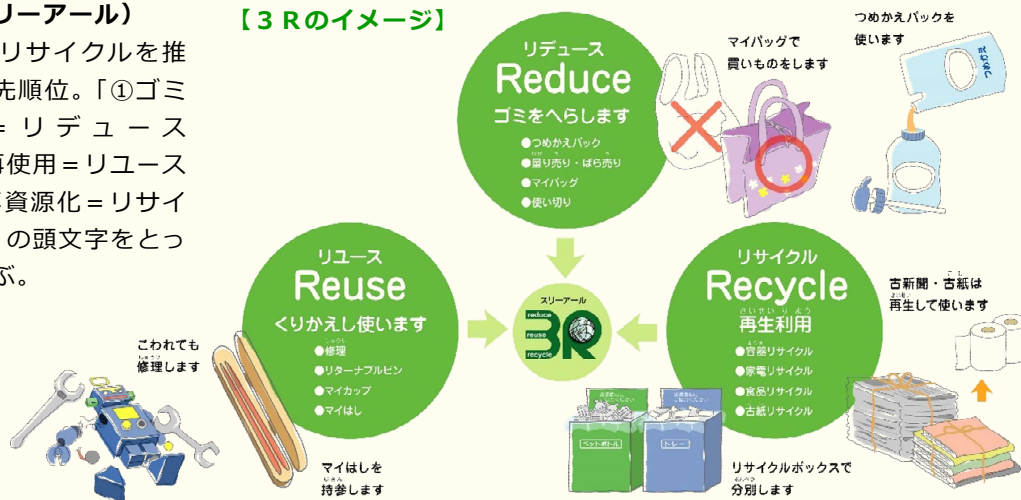 リーアール）
リサイクルを推
先順位。「①ゴミ
＝リデュース
再使用＝リユース
資源化＝リサイ
の頭文字をとっ
ぶ。
【３Ｒのイメージ】
リデュース
Reduce
ゴミをへらします
●つめかえパック
●量り売り・ばら売り
●マイバッグ
●使い切り
マイバッグで
買いものをします
つめかえパックを
使います
つめかえ
リユース
Reuse
くりかえし使います
●修理
●リターナブルビン
●マイカップ
●マイはし
こわれても
修理します
マイはしを
持参します
スリーアール
reduce
reuse
recycle
3R
リサイクル
Recycle
さいせいりよう
再生利用
●容器リサイクル
●家電リサイクル
●食品リサイクル
●古紙リサイクル
古新聞・古紙は
再生して使います
ペットボトル
トレー
リサイクルボックスで
分別します